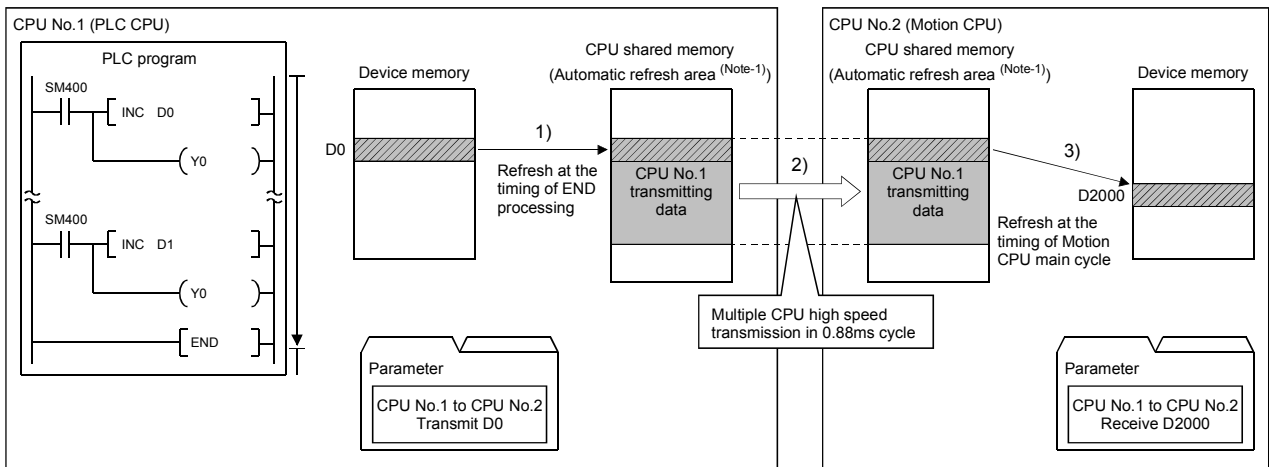 CPU No.1 (PLC CPU)
PLC program
SM400
INC D0
Y0
SM400
INC D1
Y0
END
Device memory
D0
1)
Refresh at the
timing of END
processing
CPU shared memory
(Automatic refresh area (Note-1))
CPU No.1
transmitting
data
2)
Multiple CPU high speed
transmission in 0.88ms cycle
Parameter
CPU No.1 to CPU No.2
Transmit D0
CPU No.2 (Motion CPU)
CPU shared memory
(Automatic refresh area (Note-1))
CPU No.1
transmitting
data
3)
Refresh at the
timing of Motion
CPU main cycle
Device memory
D2000
Parameter
CPU No.1 to CPU No.2
Receive D2000